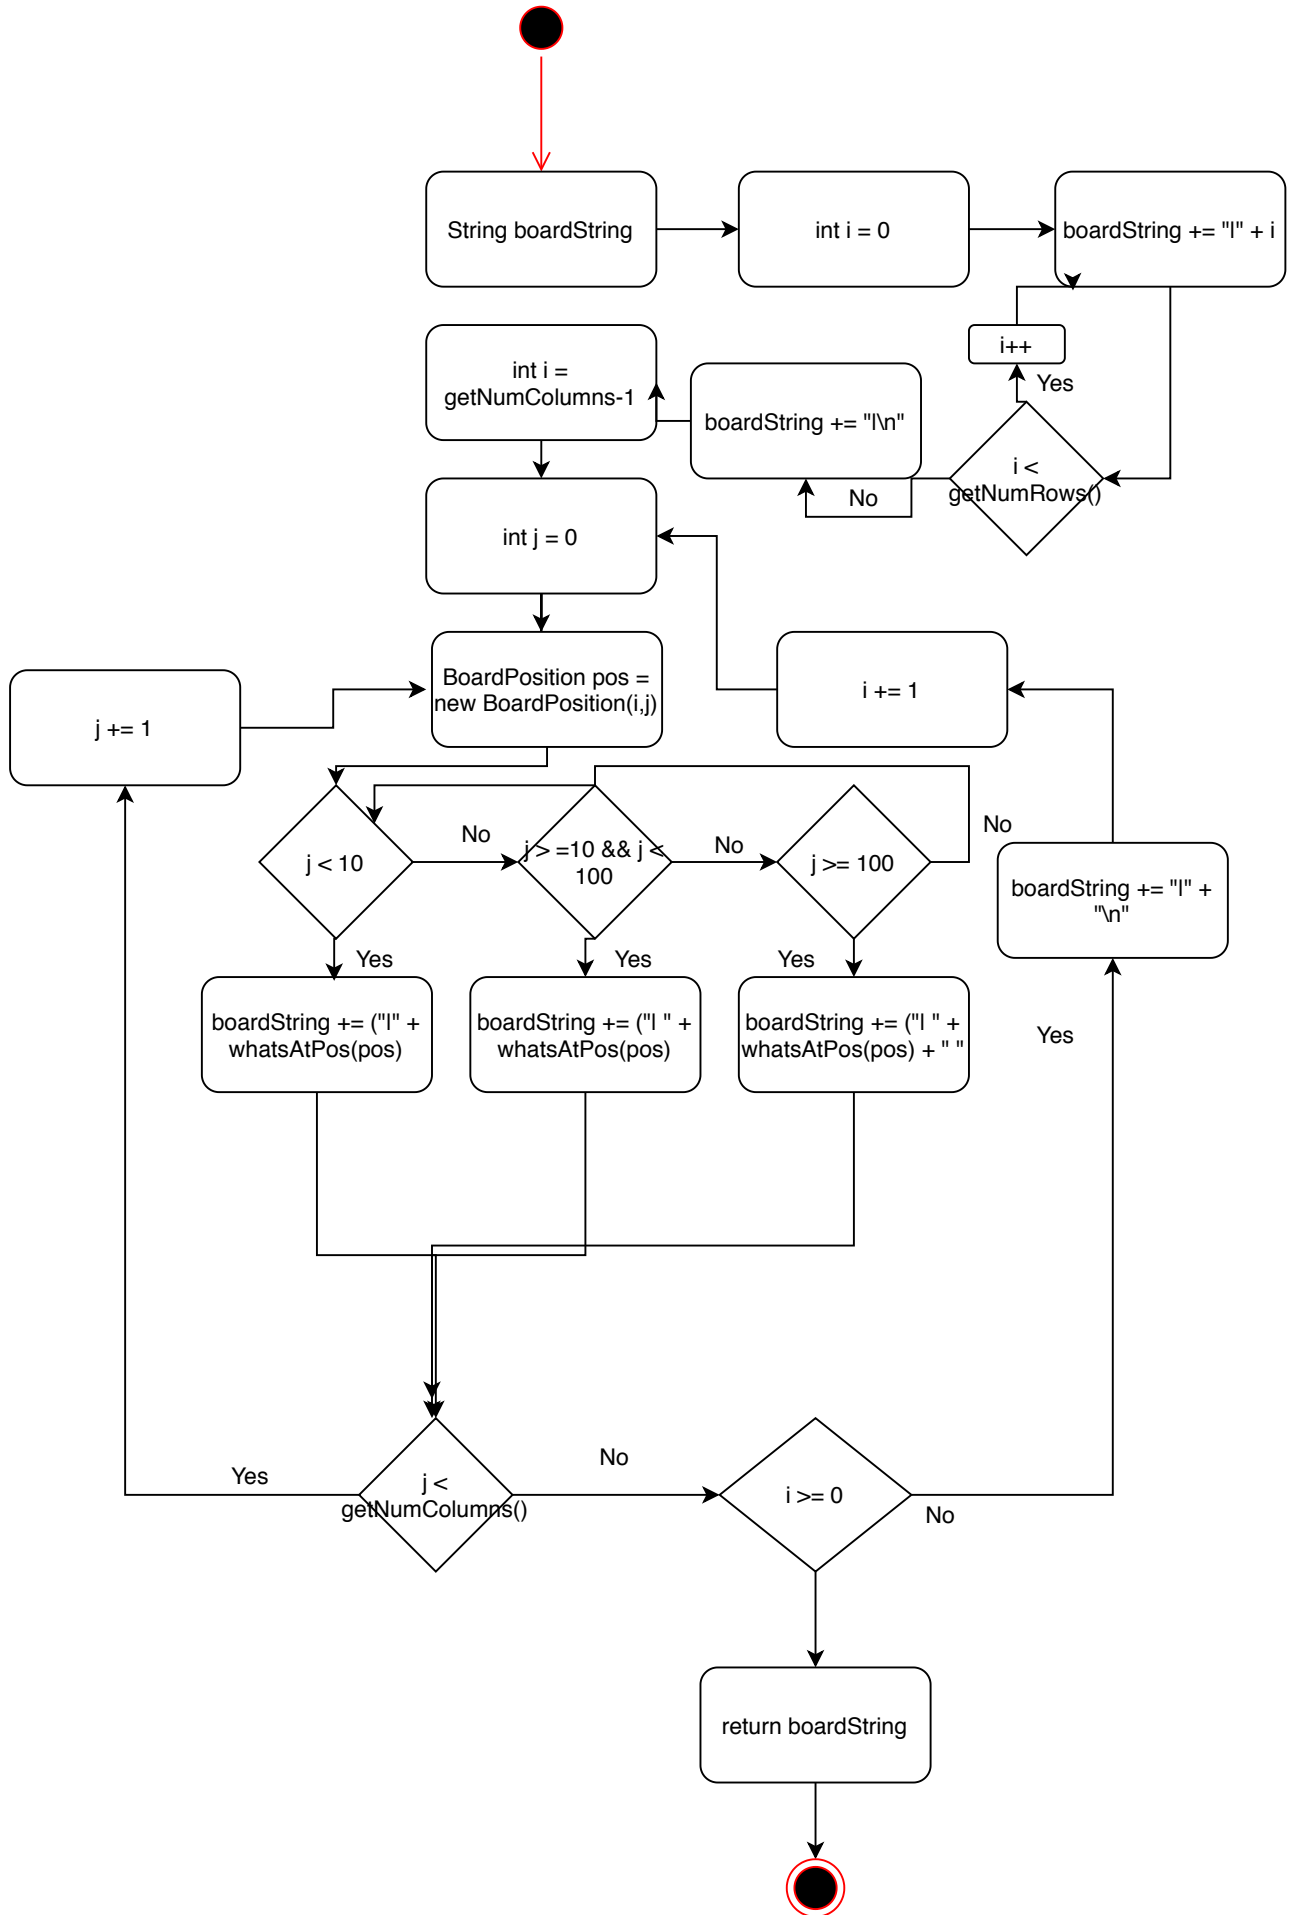 String boardString
int i = 0
boardString += "|" + i
i++
Yes
int i =
getNumColumns-1
boardString += "|\n"
i <
getNumRows()
No
int j = 0
BoardPosition pos =
new BoardPosition(i,j)
i += 1
j += 1
No
j < 10
No
j > =10 && j <
100
No
j >= 100
boardString += "|" +
"\n"
Yes
Yes
Yes
boardString += ("|" +
whatsAtPos(pos)
boardString += ("| " +
whatsAtPos(pos)
boardString += ("| " +
whatsAtPos(pos) + " "
Yes
Yes
j <
getNumColumns()
No
i >= 0
No
return boardString